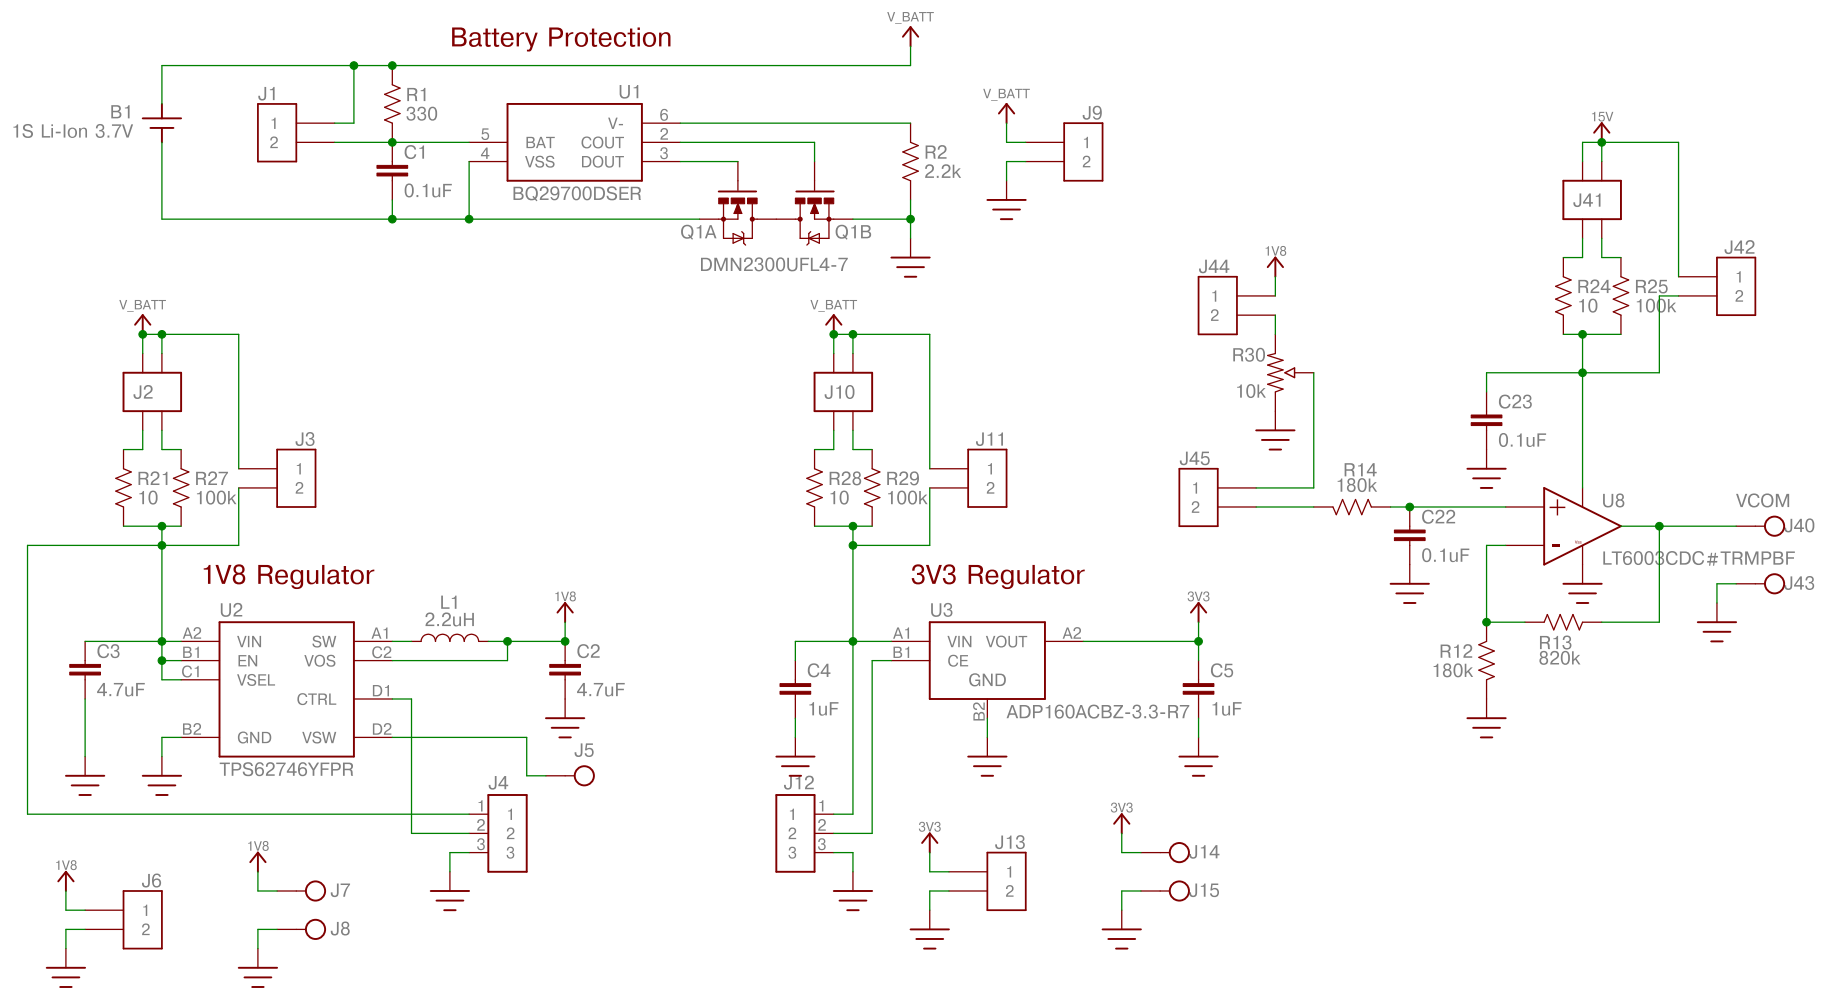 Battery Protection
V_BATT
B1
1S Li-Ion 3.7V
J1
1
2
R1
330
C1
0.1uF
U1
5
4
BAT
VSS
V-
COUT
DOUT
6
2
3
BQ29700DSER
R2
2.2k
Q1A
Q1B
DMN2300UFL4-7
V_BATT
J9
1
2
V_BATT
J2
R21
10
R27
100k
J3
1
2
1V8 Regulator
U2
A2
B1
C1
B2
VIN
EN
VSEL
GND
SW
VOS
CTRL
VSW
A1
C2
D1
D2
TPS62746YFPR
L1
2.2uH
1V8
C3
4.7uF
C2
4.7uF
J5
J4
1
2
3
1
2
3
1V8
J6
1
2
1V8
J7
J8
V_BATT
J10
R28
10
R29
100k
J11
1
2
3V3 Regulator
U3
A1
B1
VIN
CE
VOUT
GND
A2
B2
ADP160ACBZ-3.3-R7
3V3
C4
1uF
C5
1uF
J12
1
2
3
1
2
3
3V3
J13
1
2
3V3
J14
J15
1V8
J44
1
2
R30
10k
J45
1
2
R14
180k
C22
0.1uF
15V
J41
R24
10
R25
100k
J42
1
2
C23
0.1uF
U8
LT6003CDC#TRMPBF
VCOM
J40
J43
R12
180k
R13
820k